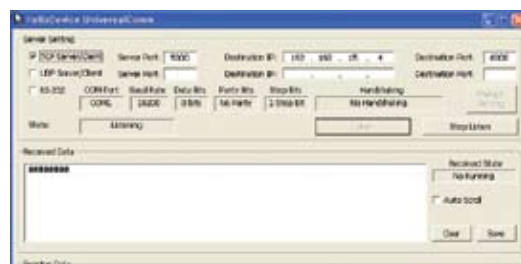 HelloDevice UniversalComm
Server Setting
TCP Server/Client Server Port 5000 Destination IP: 192 . 168 . 15 . 4 Destination Port 6000
UDP Server/Client Server Port Destination IP: . . . Destination Port
RS-232 COM Port Baud Rate Data Bits Parity Bits Stop Bits Handshaking
COM1 19200 8 bits No Parity 1 Stop Bit No Handshaking
State: Listening Stop Listen
Received Data
Received State
No Running
Auto Scroll
Clear Save